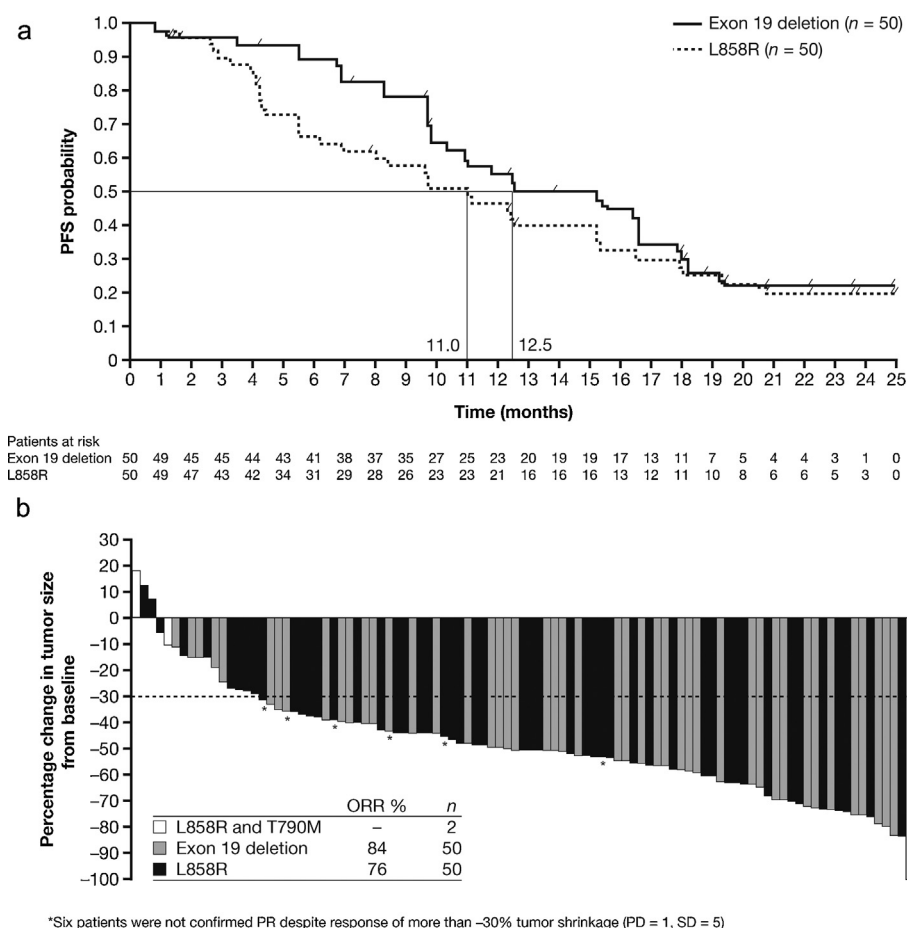 a
Exon 19 deletion (n = 50)
L858R (n = 50)
PFS probability
1.0
0.9
0.8
0.7
0.6
0.5
0.4
0.3
0.2
0.1
0
11.0 12.5
0 1 2 3 4 5 6 7 8 9 10 11 12 13 14 15 16 17 18 19 20 21 22 23 24 25
Time (months)
Patients at risk
Exon 19 deletion 50 49 45 45 44 43 41 38 37 35 27 25 23 20 19 19 17 13 11 7 5 4 4 3 1 0
L858R 50 49 47 43 42 34 31 29 28 26 23 23 21 16 16 16 13 12 11 10 8 6 6 5 3 0
b
Percentage change in tumor size
from baseline
30
20
10
0
–10
–20
–30
–40
–50
–60
–70
–80
–90
–100
* * * * * *
ORR % n
L858R and T790M – 2
Exon 19 deletion 84 50
L858R 76 50
*Six patients were not confirmed PR despite response of more than –30% tumor shrinkage (PD = 1, SD = 5)